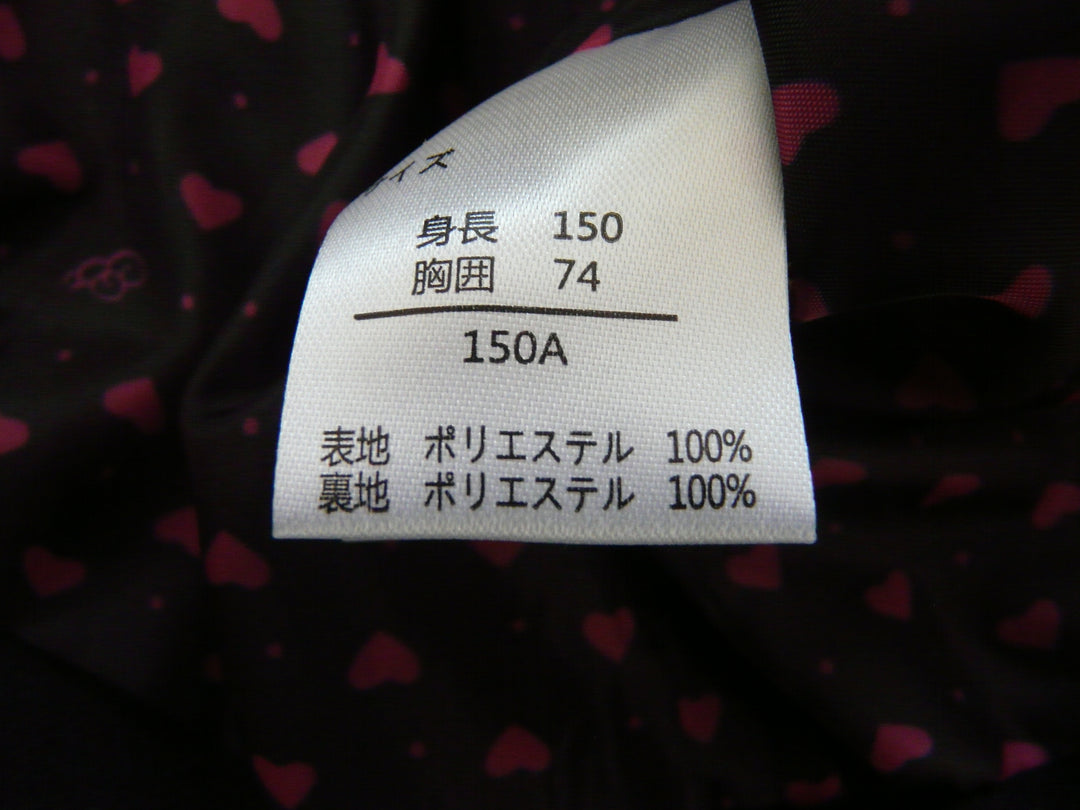 サイズ
身長 150
胸囲 74
150A
表地 ポリエステル 100%
裏地 ポリエステル 100%